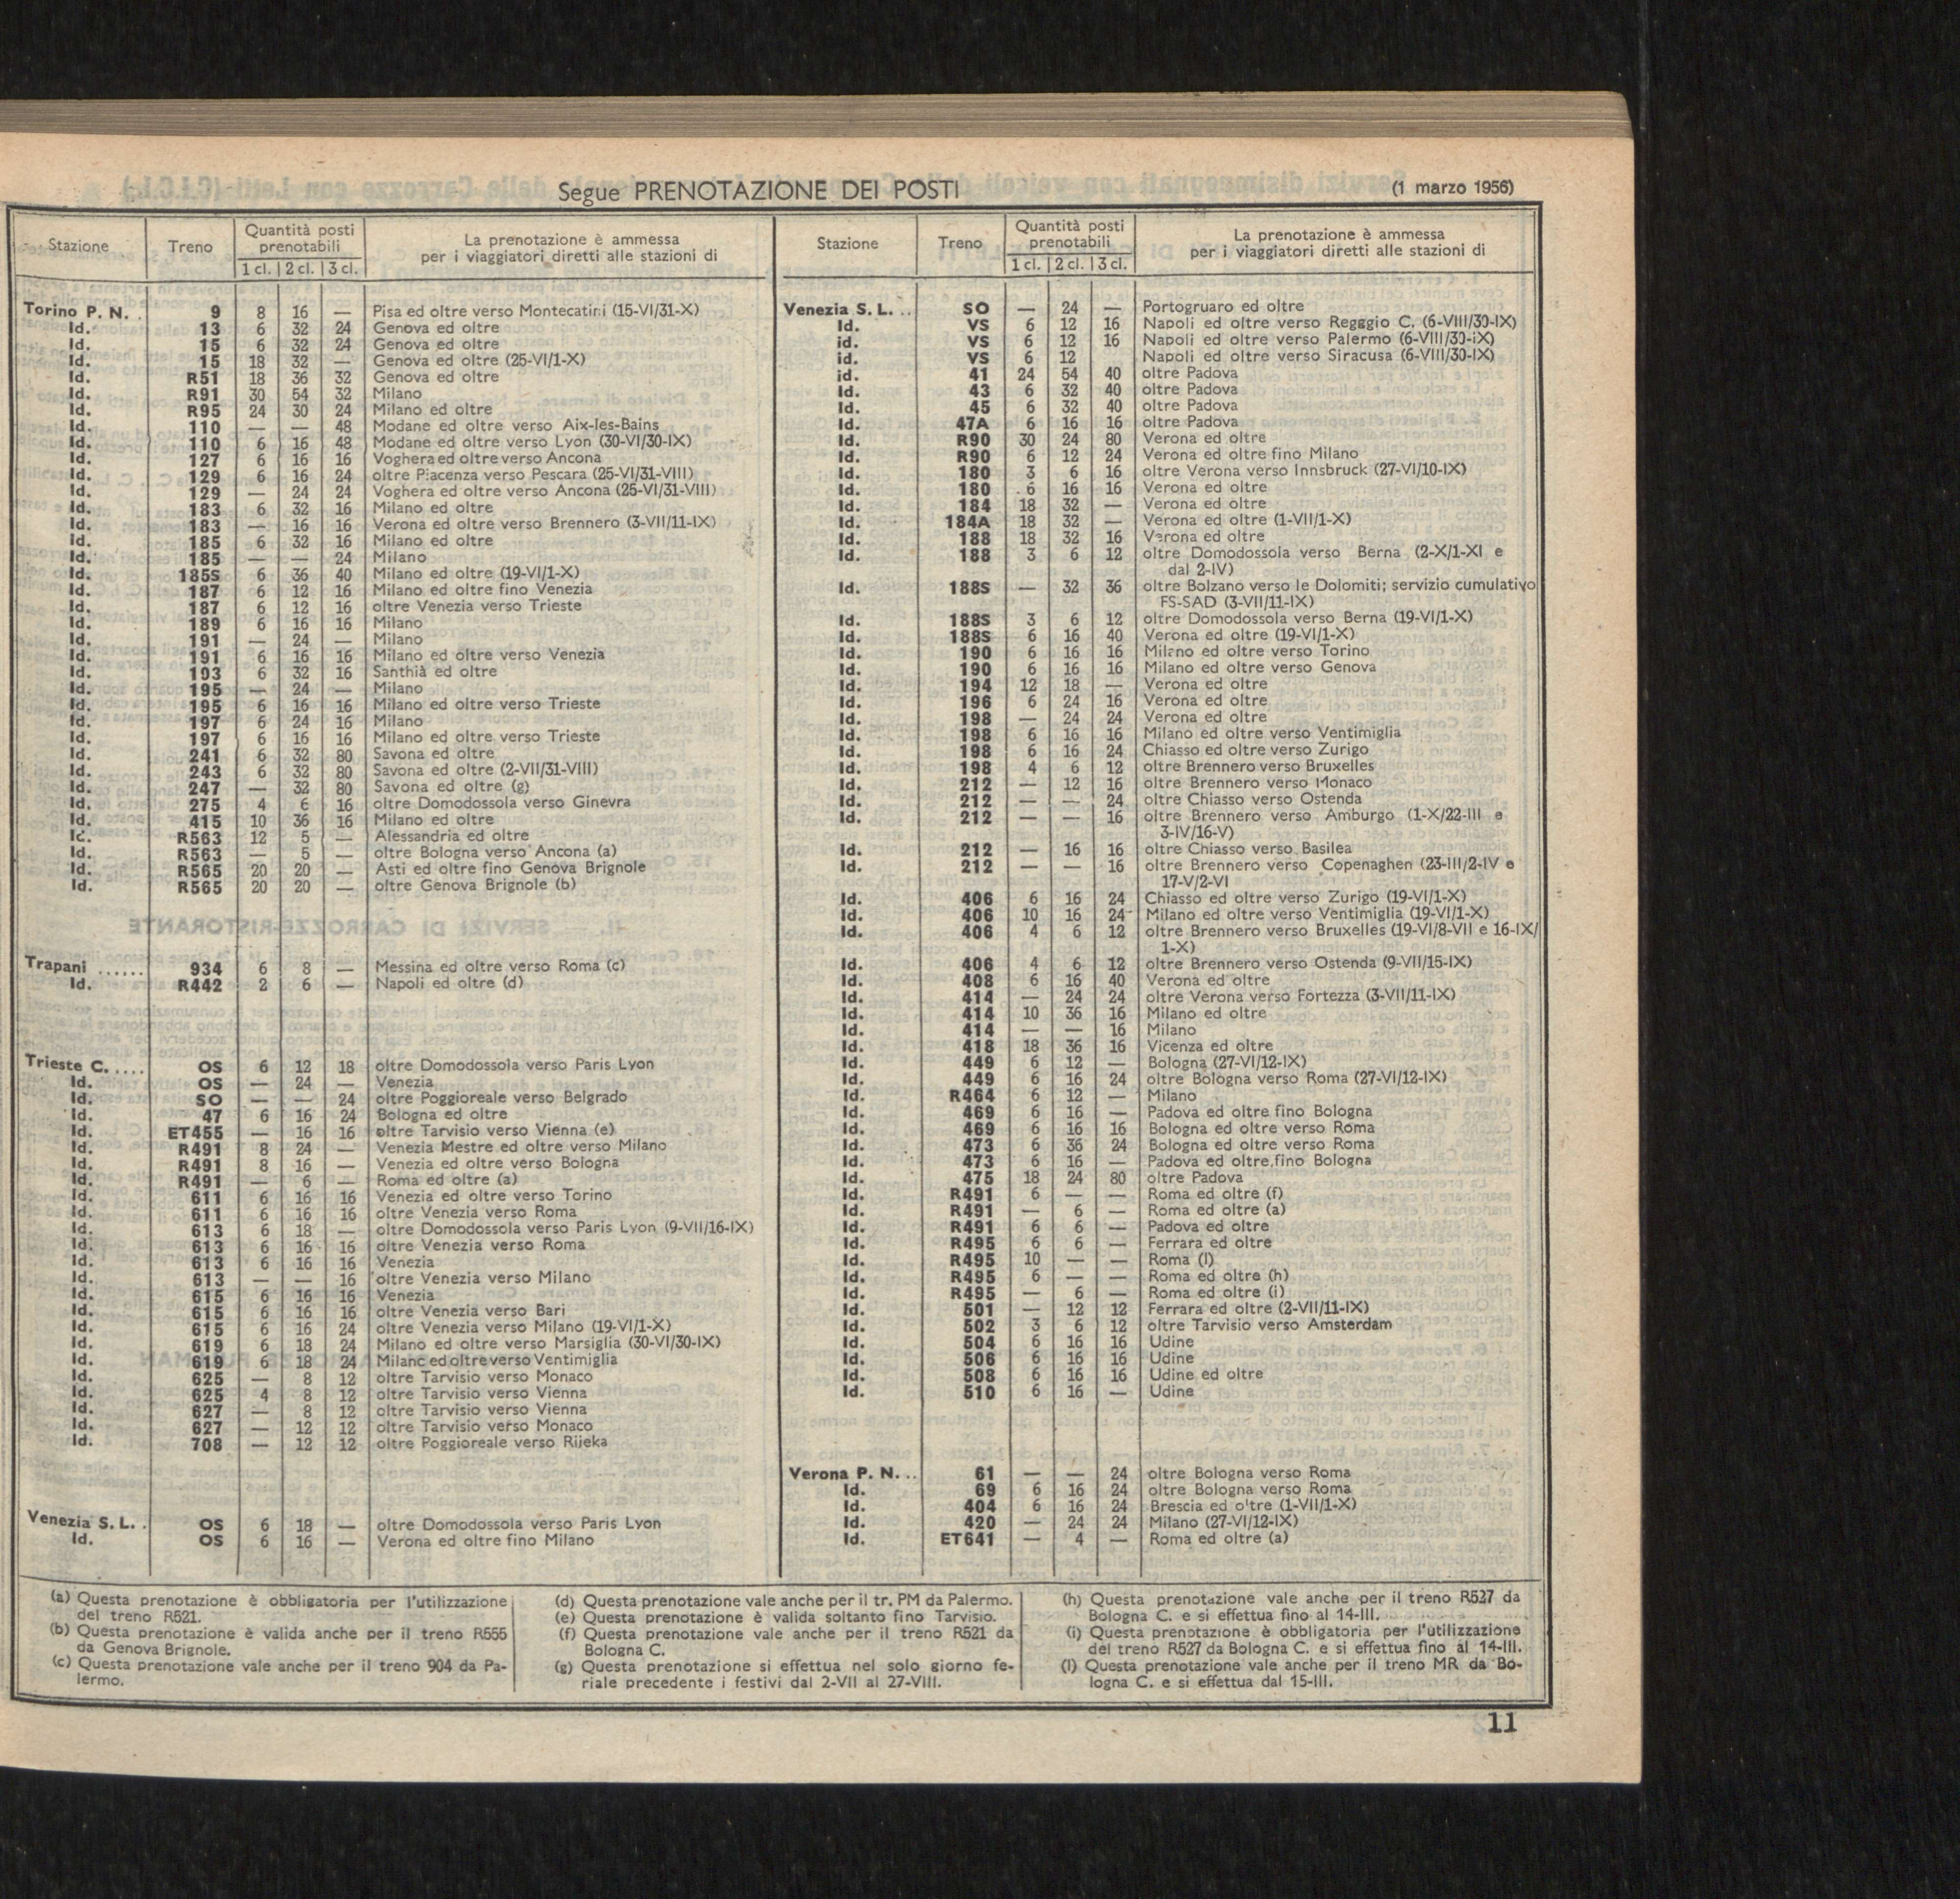 Segue PRENOTAZIONE DEI POSTI
(1 marzo 1956)
Stazione Treno Quantità posti prenotabili La prenotazione è ammessa
per i viaggiatori diretti alle stazioni di
1 cl. | 2 cl. | 3 cl.
Torino P. N. . 9 8 16 — Pisa ed oltre verso Montecatini (15-VI/31-X)
Id. 13 6 32 24 Genova ed oltre
Id. 15 6 32 24 Genova ed oltre
Id. 15 18 32 — Genova ed oltre (25-VI/1-X)
Id. R51 18 36 32 Genova ed oltre
Id. R91 30 54 32 Milano
Id. R95 24 30 24 Milano ed oltre
Id. 110 — — 48 Modane ed oltre verso Aix-les-Bains
Id. 110 6 16 48 Modane ed oltre verso Lyon (30-VI/30-IX)
Id. 127 6 16 16 Voghera ed oltre verso Ancona
Id. 129 6 16 24 oltre Piacenza verso Pescara (25-VI/31-VIII)
Id. 129 — 24 24 Voghera ed oltre verso Ancona (25-VI/31-VIII)
Id. 183 6 32 16 Milano ed oltre
Id. 183 — 16 16 Verona ed oltre verso Brennero (3-VII/11-IX)
Id. 185 6 32 16 Milano ed oltre
Id. 185 — — 24 Milano
Id. 185S 6 36 40 Milano ed oltre (19-VI/1-X)
Id. 187 6 12 16 Milano ed oltre fino Venezia
Id. 187 6 12 16 oltre Venezia verso Trieste
Id. 189 6 16 16 Milano
Id. 191 — 24 — Milano
Id. 191 6 16 16 Milano ed oltre verso Venezia
Id. 193 6 32 16 Santhià ed oltre
Id. 195 — 24 — Milano
Id. 195 6 16 16 Milano ed oltre verso Trieste
Id. 197 6 24 16 Milano
Id. 197 6 16 16 Milano ed oltre verso Trieste
Id. 241 6 32 80 Savona ed oltre
Id. 243 6 32 80 Savona ed oltre (2-VII/31-VIII)
Id. 247 — 32 80 Savona ed oltre (g)
Id. 275 4 6 16 oltre Domodossola verso Ginevra
Id. 415 10 36 16 Milano ed oltre
Id. R563 12 5 — Alessandria ed oltre
Id. R563 — 5 — oltre Bologna verso Ancona (a)
Id. R565 20 20 — Asti ed oltre fino Genova Brignole
Id. R565 20 20 — oltre Genova Brignole (b)
Trapani ...... 934 6 8 — Messina ed oltre verso Roma (c)
Id. R442 2 6 — Napoli ed oltre (d)
Trieste C. .... OS 6 12 18 oltre Domodossola verso Paris Lyon
Id. OS — 24 — Venezia
Id. SO — — 24 oltre Poggioreale verso Belgrado
Id. 47 6 16 24 Bologna ed oltre
Id. ET455 — 16 16 oltre Tarvisio verso Vienna (e)
Id. R491 8 24 — Venezia Mestre ed oltre verso Milano
Id. R491 8 16 — Venezia ed oltre verso Bologna
Id. R491 — 6 — Roma ed oltre (a)
Id. 611 6 16 16 Venezia ed oltre verso Torino
Id. 611 6 16 16 oltre Venezia verso Roma
Id. 613 6 18 — oltre Domodossola verso Paris Lyon (9-VII/16-IX)
Id. 613 6 16 16 oltre Venezia verso Roma
Id. 613 6 16 16 Venezia
Id. 613 — — 16 oltre Venezia verso Milano
Id. 615 6 16 16 Venezia
Id. 615 6 16 16 oltre Venezia verso Bari
Id. 615 6 16 24 oltre Venezia verso Milano (19-VI/1-X)
Id. 619 6 18 24 Milano ed oltre verso Marsiglia (30-VI/30-IX)
Id. 619 6 18 24 Milano ed oltre verso Ventimiglia
Id. 625 — 8 12 oltre Tarvisio verso Monaco
Id. 625 4 8 12 oltre Tarvisio verso Vienna
Id. 627 — 8 12 oltre Tarvisio verso Vienna
Id. 627 — 12 12 oltre Tarvisio verso Monaco
Id. 708 — 12 12 oltre Poggioreale verso Rijeka
Venezia S. L. . OS 6 18 — oltre Domodossola verso Paris Lyon
Id. OS 6 16 — Verona ed oltre fino Milano
Stazione Treno Quantità posti prenotabili La prenotazione è ammessa
per i viaggiatori diretti alle stazioni di
1 cl. | 2 cl. | 3 cl.
Venezia S. L. .. SO — 24 — Portogruaro ed oltre
Id. VS 6 12 16 Napoli ed oltre verso Regggio C. (6-VIII/30-IX)
id. VS 6 12 16 Napoli ed oltre verso Palermo (6-VIII/30-iX)
id. VS 6 12 Napoli ed oltre verso Siracusa (6-VIII/30-IX)
id. 41 24 54 40 oltre Padova
Id. 43 6 32 40 oltre Padova
Id. 45 6 32 40 oltre Padova
Id. 47A 6 16 16 oltre Padova
Id. R90 30 24 80 Verona ed oltre
Id. R90 6 12 24 Verona ed oltre fino Milano
Id. 180 3 6 16 oltre Verona verso Innsbruck (27-VI/10-IX)
Id. 180 6 16 16 Verona ed oltre
Id. 184 18 32 — Verona ed oltre
Id. 184A 18 32 — Verona ed oltre (1-VII/1-X)
Id. 188 18 32 16 Verona ed oltre
Id. 188 3 6 12 oltre Domodossola verso Berna (2-X/1-XI e
dal 2-IV)
Id. 188S — 32 36 oltre Bolzano verso le Dolomiti; servizio cumulativo
FS-SAD (3-VII/11-IX)
Id. 188S 3 6 12 oltre Domodossola verso Berna (19-VI/1-X)
Id. 188S 6 16 40 Verona ed oltre (19-VI/1-X)
Id. 190 6 16 16 Milano ed oltre verso Torino
Id. 190 6 16 16 Milano ed oltre verso Genova
Id. 194 12 18 — Verona ed oltre
Id. 196 6 24 16 Verona ed oltre
Id. 198 — 24 24 Verona ed oltre
Id. 198 6 16 16 Milano ed oltre verso Ventimiglia
Id. 198 6 16 24 Chiasso ed oltre verso Zurigo
Id. 198 4 6 12 oltre Brennero verso Bruxelles
Id. 212 — 12 16 oltre Brennero verso Monaco
Id. 212 — — 24 oltre Chiasso verso Ostenda
Id. 212 — — 16 oltre Brennero verso Amburgo (1-X/22-III e
3-IV/16-V)
Id. 212 — 16 16 oltre Chiasso verso Basilea
Id. 212 — — 16 oltre Brennero verso Copenaghen (23-III/2-IV e
17-V/2-VI
Id. 406 6 16 24 Chiasso ed oltre verso Zurigo (19-VI/1-X)
Id. 406 10 16 24 Milano ed oltre verso Ventimiglia (19-VI/1-X)
Id. 406 4 6 12 oltre Brennero verso Bruxelles (19-VI/8-VII e 16-IX/
1-X)
Id. 406 4 6 12 oltre Brennero verso Ostenda (9-VII/15-IX)
Id. 408 6 16 40 Verona ed oltre
Id. 414 — 24 24 oltre Verona verso Fortezza (3-VII/11-IX)
Id. 414 10 36 16 Milano ed oltre
Id. 414 — — 16 Milano
Id. 418 18 36 16 Vicenza ed oltre
Id. 449 6 12 — Bologna (27-VI/12-IX)
Id. 449 6 16 24 oltre Bologna verso Roma (27-VI/12-IX)
Id. R464 6 12 — Milano
Id. 469 6 16 — Padova ed oltre fino Bologna
Id. 469 6 16 16 Bologna ed oltre verso Roma
Id. 473 6 36 24 Bologna ed oltre verso Roma
Id. 473 6 16 — Padova ed oltre fino Bologna
Id. 475 18 24 80 oltre Padova
Id. R491 6 — — Roma ed oltre (f)
Id. R491 — 6 — Roma ed oltre (a)
Id. R491 6 6 — Padova ed oltre
Id. R495 6 6 — Ferrara ed oltre
Id. R495 10 — — Roma (l)
Id. R495 6 — — Roma ed oltre (h)
Id. R495 — 6 — Roma ed oltre (i)
Id. 501 — 12 12 Ferrara ed oltre (2-VII/11-IX)
Id. 502 3 6 12 oltre Tarvisio verso Amsterdam
Id. 504 6 16 16 Udine
Id. 506 6 16 16 Udine
Id. 508 6 16 16 Udine ed oltre
Id. 510 6 16 — Udine
Verona P. N. .. 61 — — 24 oltre Bologna verso Roma
Id. 69 6 16 24 oltre Bologna verso Roma
Id. 404 6 16 24 Brescia ed oltre (1-VII/1-X)
Id. 420 — 24 24 Milano (27-VI/12-IX)
Id. ET641 — 4 — Roma ed oltre (a)
(a) Questa prenotazione è obbligatoria per l'utilizzazione
del treno R521.
(b) Questa prenotazione è valida anche per il treno R555
da Genova Brignole.
(c) Questa prenotazione vale anche per il treno 904 da Pa-
lermo.
(d) Questa prenotazione vale anche per il tr. PM da Palermo.
(e) Questa prenotazione è valida soltanto fino Tarvisio.
(f) Questa prenotazione vale anche per il treno R521 da
Bologna C.
(g) Questa prenotazione si effettua nel solo giorno fe-
riale precedente i festivi dal 2-VII al 27-VIII.
(h) Questa prenotazione vale anche per il treno R527 da
Bologna C. e si effettua fino al 14-III.
(i) Questa prenotazione è obbligatoria per l'utilizzazione
del treno R527 da Bologna C. e si effettua fino al 14-III.
(l) Questa prenotazione vale anche per il treno MR da Bo-
logna C. e si effettua dal 15-III.
11